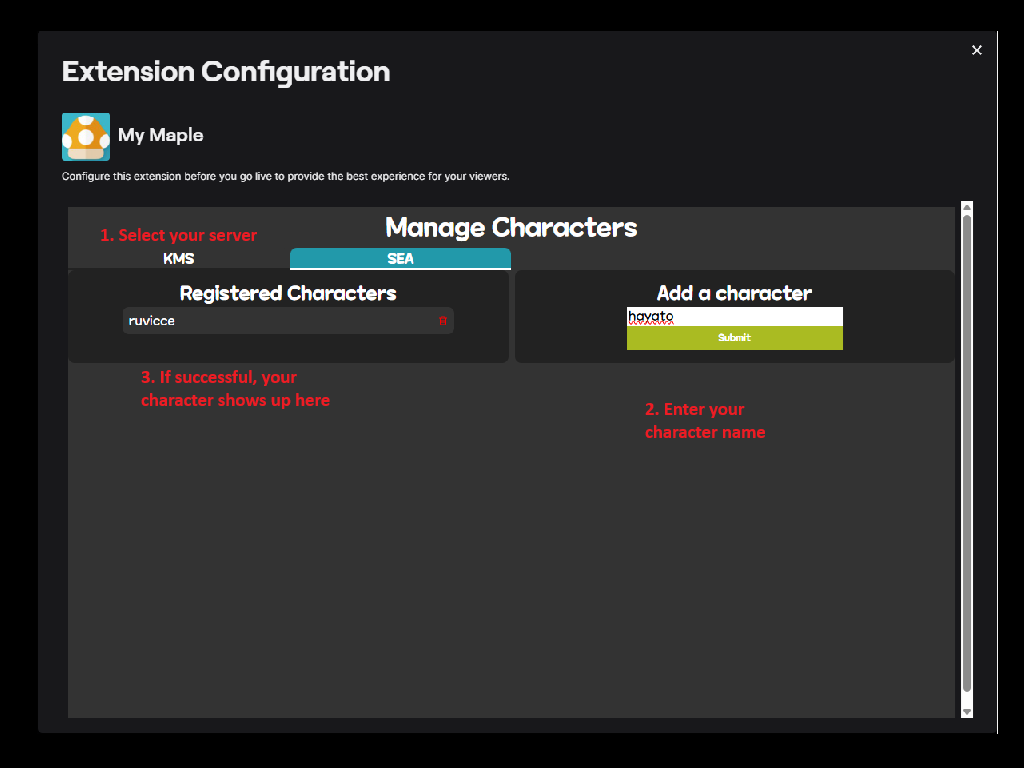 Extension Configuration
My Maple
Configure this extension before you go live to provide the best experience for your viewers.
Manage Characters
1. Select your server
KMS
SEA
Registered Characters
ruvicce
Add a character
hayato
Submit
3. If successful, your
character shows up here
2. Enter your
character name